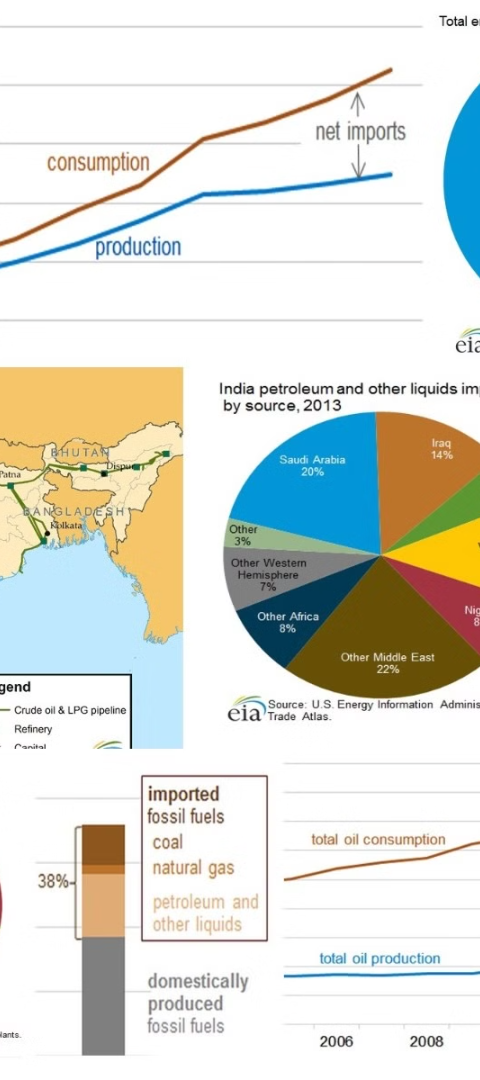 Total e
consumption
net imports
production
eia
India petroleum and other liquids imp
by source, 2013
BHUTAN
Patna
Dispur
BANGLADESH
Kolkata
Saudi Arabia
20%
Iraq
14%
Other
3%
Other Western
Hemisphere
7%
Other Africa
8%
Other Middle East
22%
Nig
8
gend
Crude oil & LPG pipeline
Refinery
Capital
eia
Source: U.S. Energy Information Adminis
Trade Atlas.
imported
fossil fuels
coal
natural gas
38%
petroleum and
other liquids
domestically
produced
fossil fuels
lants.
total oil consumption
total oil production
2006
2008